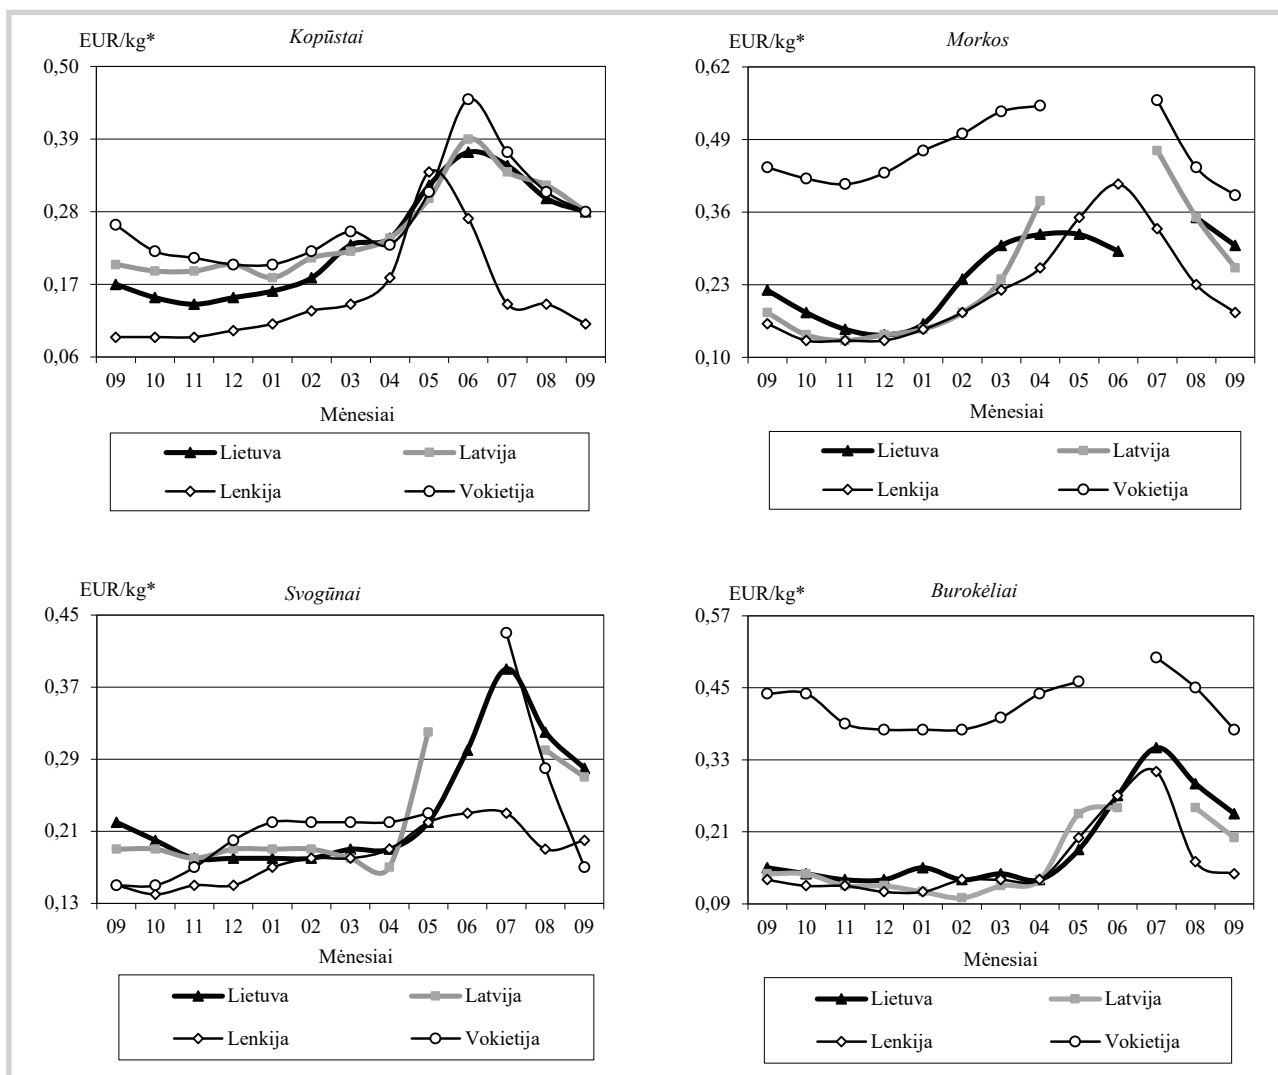 EUR/kg*
Kopūstai
0,50
0,39
0,28
0,17
0,06
09 10 11 12 01 02 03 04 05 06 07 08 09
Mėnesiai
Lietuva Latvija
Lenkija Vokietija
EUR/kg*
Morkos
0,62
0,49
0,36
0,23
0,10
09 10 11 12 01 02 03 04 05 06 07 08 09
Mėnesiai
Lietuva Latvija
Lenkija Vokietija
EUR/kg*
Svogūnai
0,45
0,37
0,29
0,21
0,13
09 10 11 12 01 02 03 04 05 06 07 08 09
Mėnesiai
Lietuva Latvija
Lenkija Vokietija
EUR/kg*
Burokėliai
0,57
0,45
0,33
0,21
0,09
09 10 11 12 01 02 03 04 05 06 07 08 09
Mėnesiai
Lietuva Latvija
Lenkija Vokietija